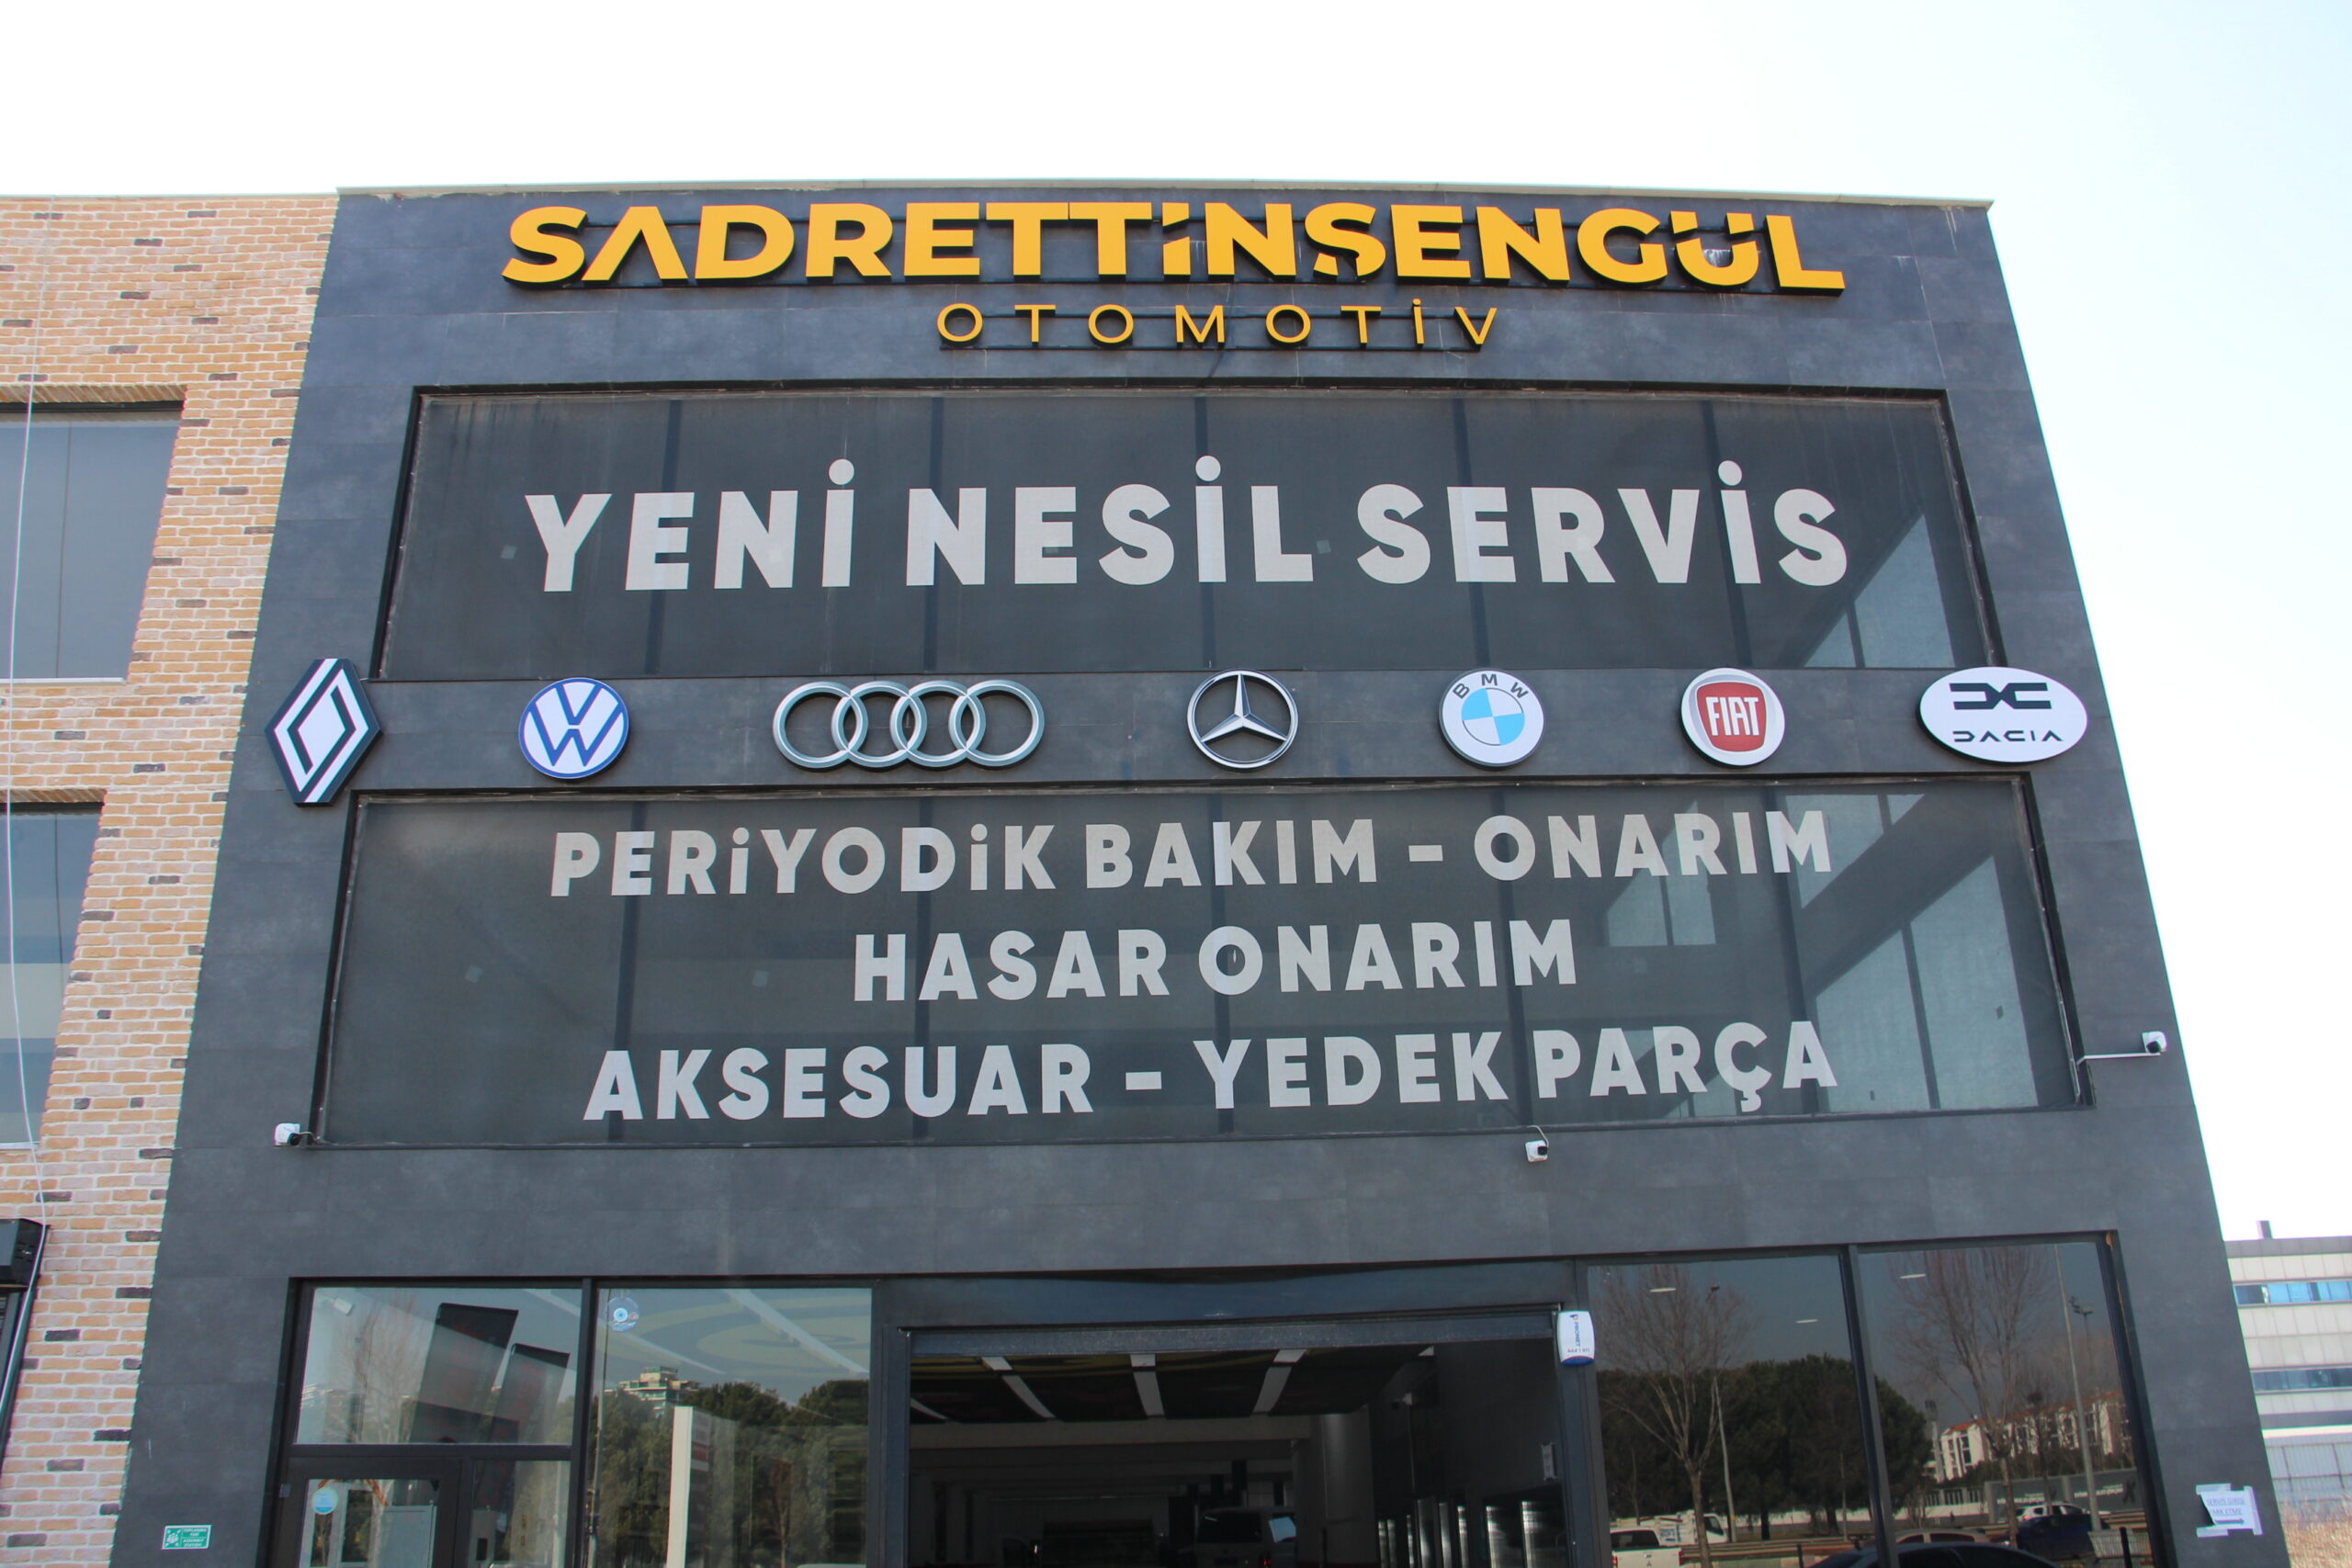 SADRETTİNŞENGÜL
OTOMOTİV
YENİ NESİL SERVİS
BMW
FIAT
DACIA
PERİYODİK BAKIM - ONARIM
HASAR ONARIM
AKSESUAR - YEDEK PARÇA